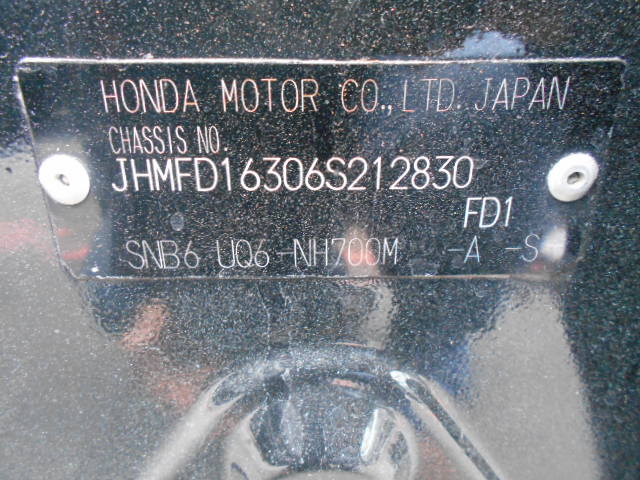 HONDA MOTOR CO.,LTD. JAPAN
CHASSIS NO.
JHMFD16306S212830
FD1
SNB6 UQ6-NH700M -A -S